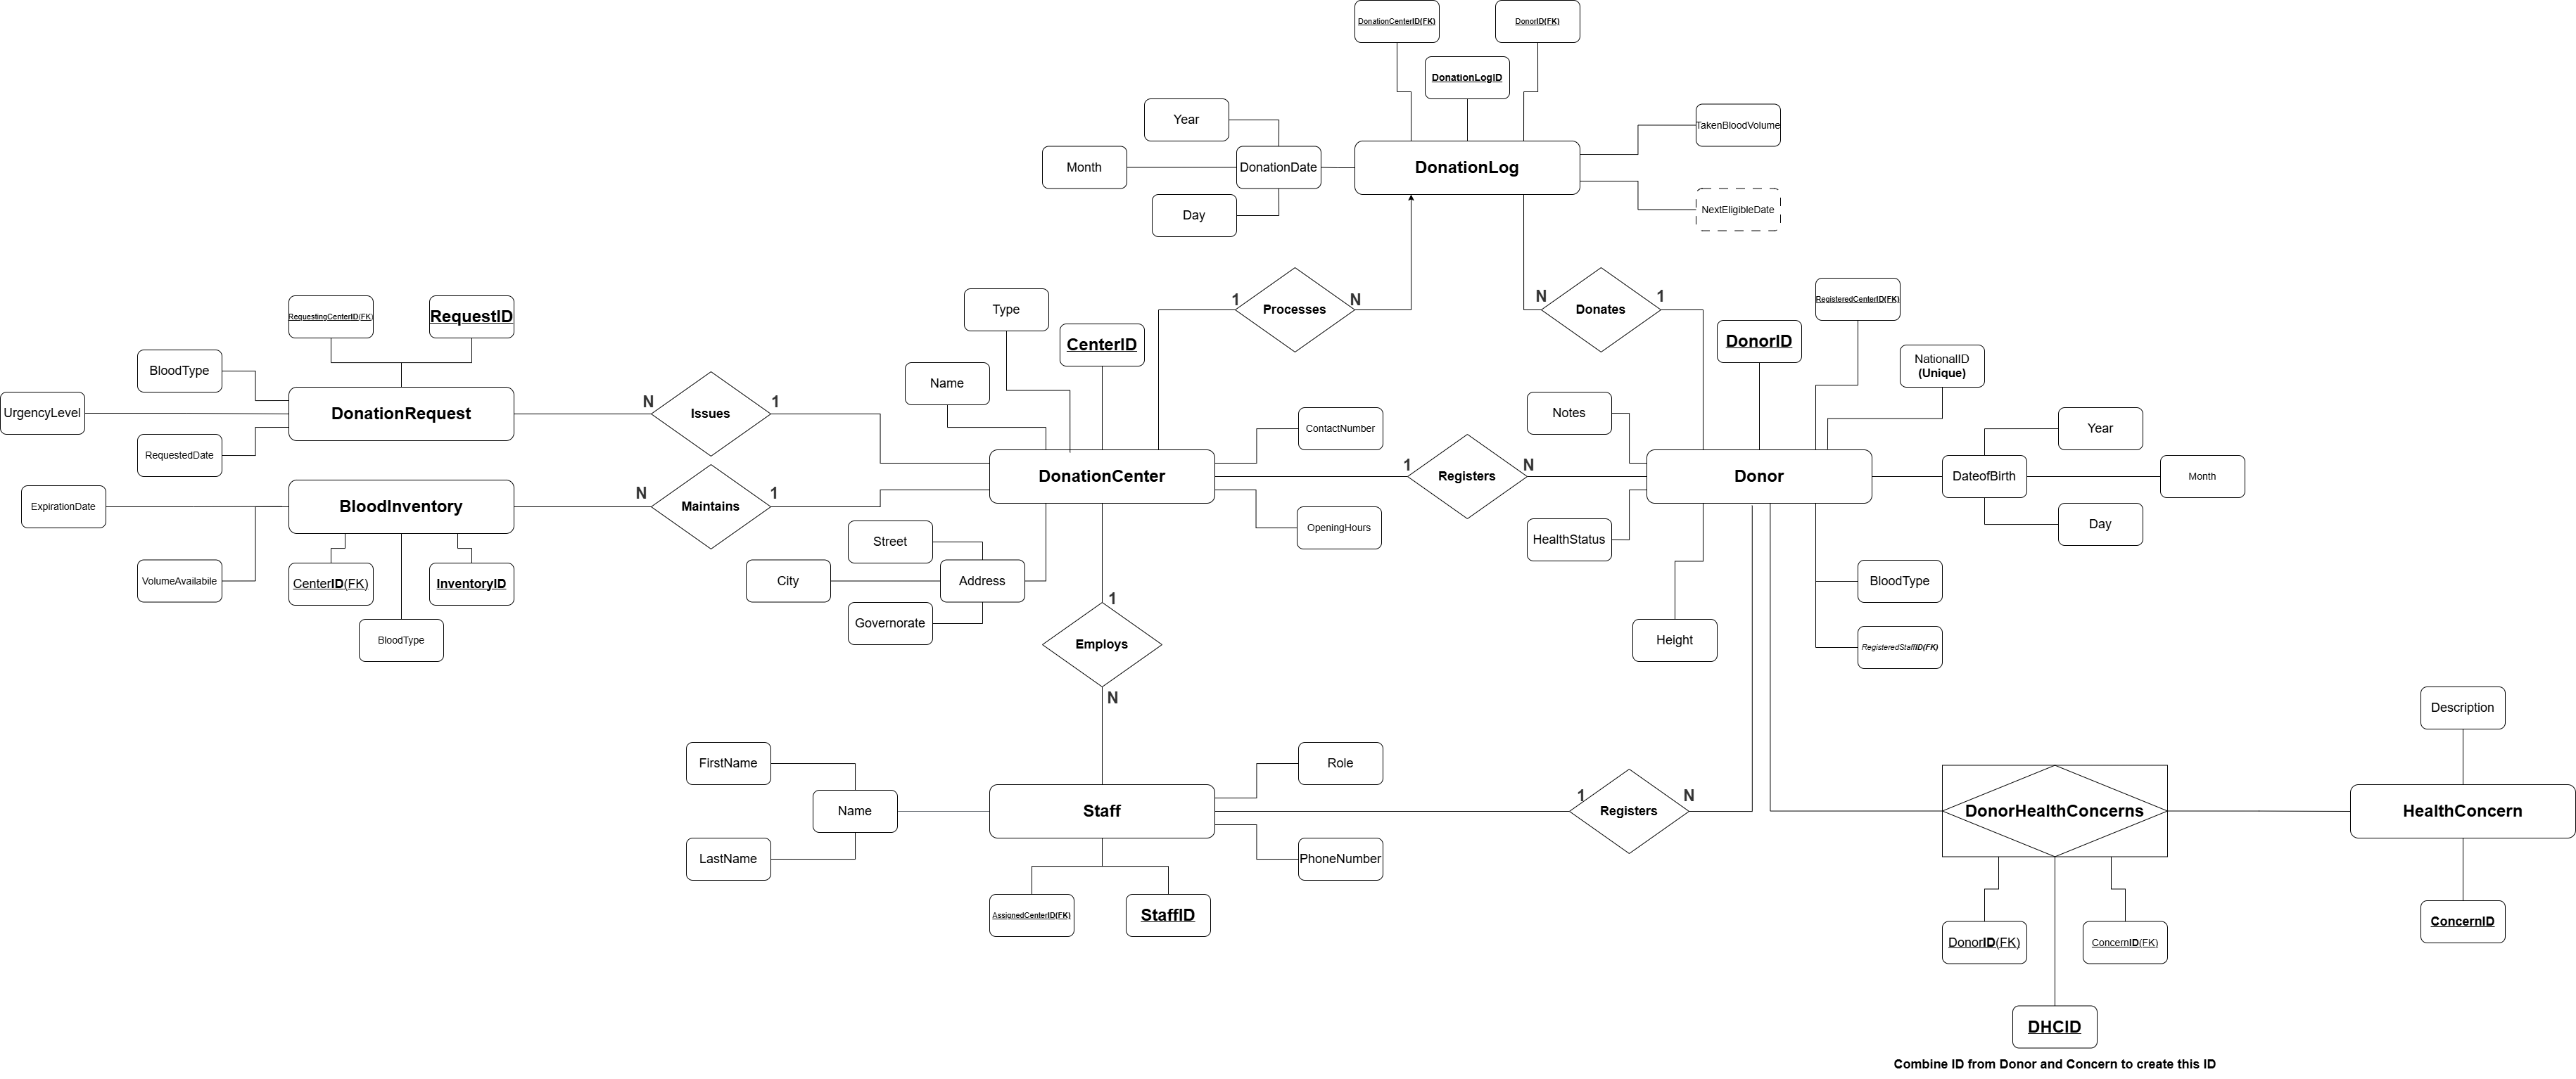 DonationCenterID(FK)
DonorID(FK)
DonationLogID
Year
Month
DonationDate
Day
DonationLog
TakenBloodVolume
NextEligibleDate
1
Processes
N
N
Donates
1
RequestingCenterID(FK)
RequestID
BloodType
UrgencyLevel
RequestedDate
DonationRequest
N
Issues
1
Type
CenterID
Name
ContactNumber
DonationCenter
OpeningHours
1
Registers
N
DonorID
RegisteredCenterID(FK)
NationalID
(Unique)
Notes
Donor
HealthStatus
Height
DateofBirth
Year
Month
Day
BloodType
RegisteredStaffID(FK)
ExpirationDate
BloodInventory
N
Maintains
1
VolumeAvailabile
CenterID(FK)
InventoryID
BloodType
Street
City
Address
Governorate
1
Employs
N
FirstName
Name
LastName
Staff
Role
PhoneNumber
AssignedCenterID(FK)
StaffID
1
Registers
N
DonorHealthConcerns
DonorID(FK)
ConcernID(FK)
DHCID
Combine ID from Donor and Concern to create this ID
Description
HealthConcern
ConcernID